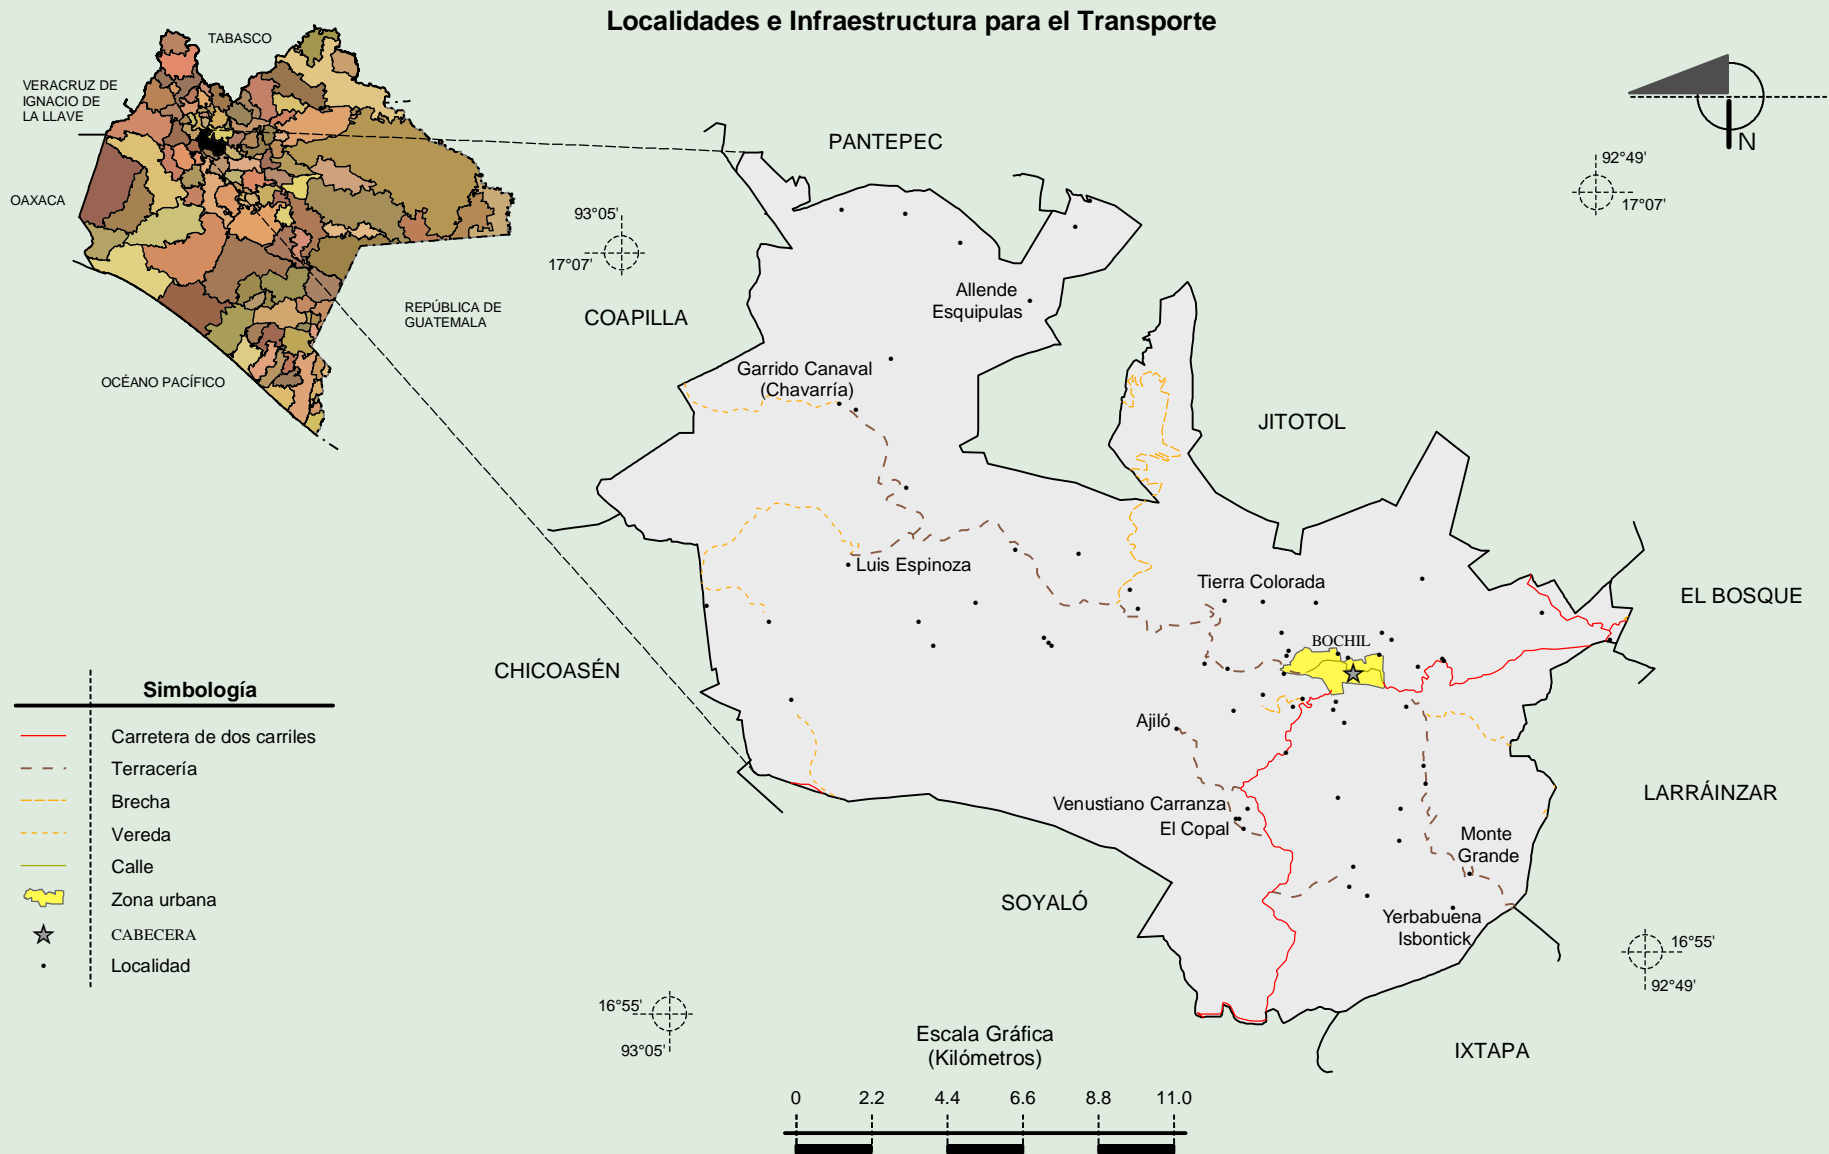 Localidades e Infraestructura para el Transporte
TABASCO
VERACRUZ DE
IGNACIO DE
LA LLAVE
OAXACA
REPÚBLICA DE
GUATEMALA
OCÉANO PACÍFICO
N
92°49'
17°07'
93°05'
17°07'
PANTEPEC
COAPILLA
Allende
Esquipulas
Garrido Canaval
(Chavarría)
JITOTOL
Luis Espinoza
Tierra Colorada
EL BOSQUE
BOCHIL
CHICOASÉN
Ajiló
LARRÁINZAR
Venustiano Carranza
El Copal
Monte
Grande
SOYALÓ
Yerbabuena
Isbontick
16°55'
92°49'
16°55'
93°05'
IXTAPA
Simbología
Carretera de dos carriles
Terracería
Brecha
Vereda
Calle
Zona urbana
CABECERA
Localidad
Escala Gráfica
(Kilómetros)
0 2.2 4.4 6.6 8.8 11.0